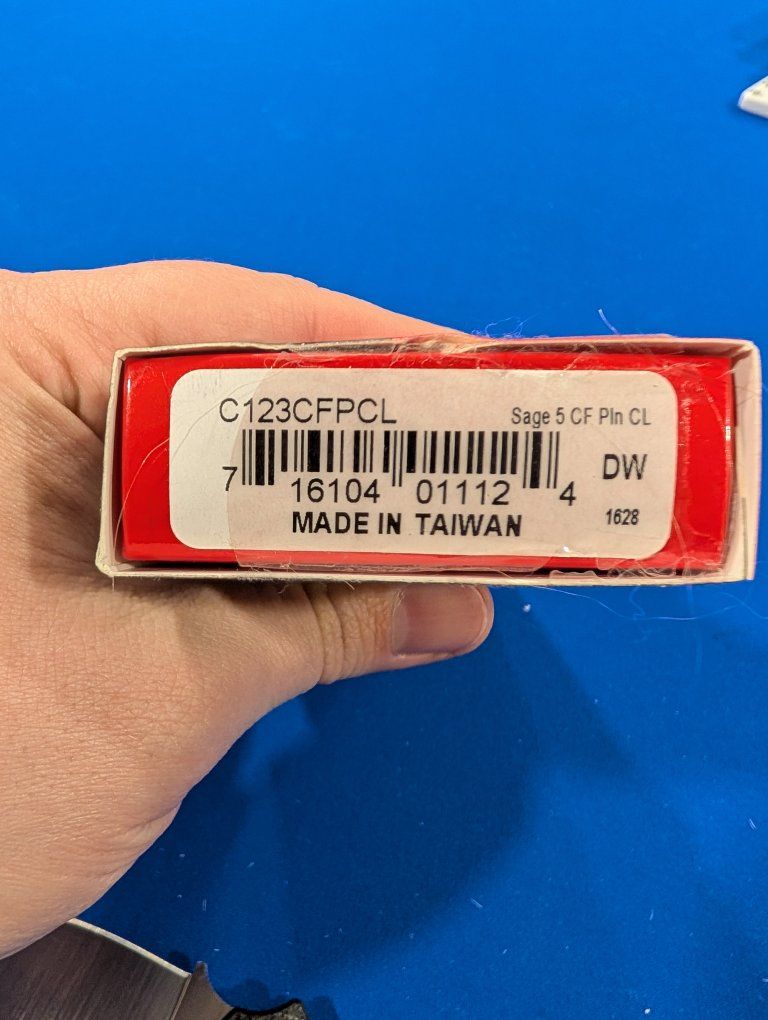 C123CFPCL
Sage 5 CF Pln CL
7 16104 01112 4
DW
MADE IN TAIWAN
1628